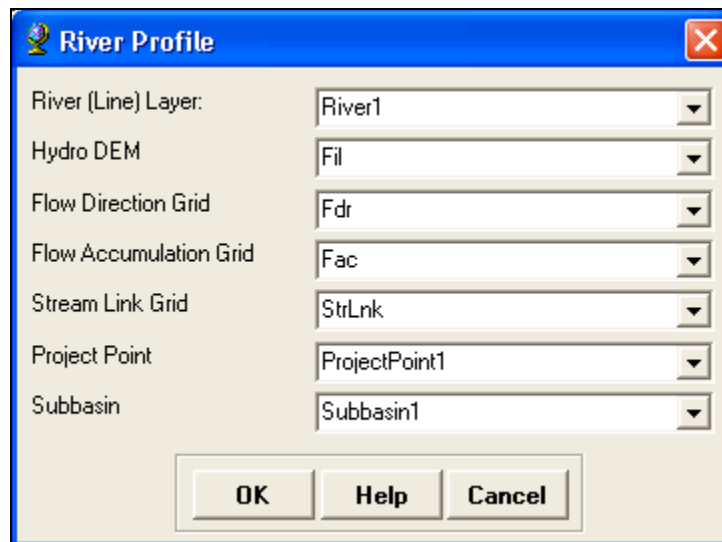 River Profile
River (Line) Layer: River1
Hydro DEM Fil
Flow Direction Grid Fdr
Flow Accumulation Grid Fac
Stream Link Grid StrLnk
Project Point ProjectPoint1
Subbasin Subbasin1
OK Help Cancel